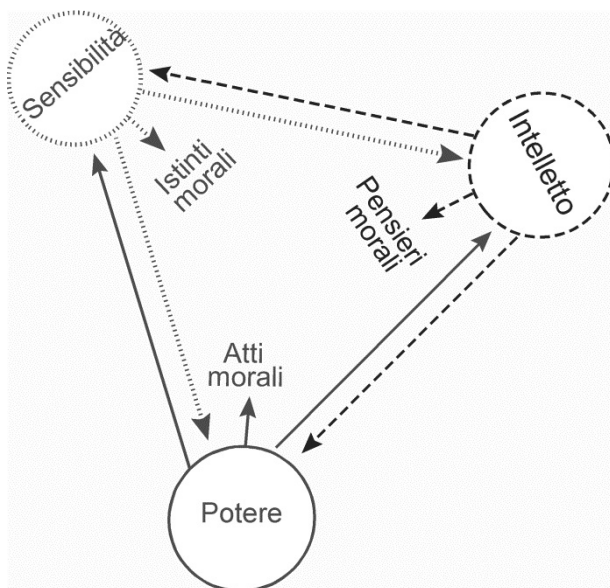 Sensibilità
Istinti
morali
Intelletto
Pensieri
morali
Atti
morali
Potere